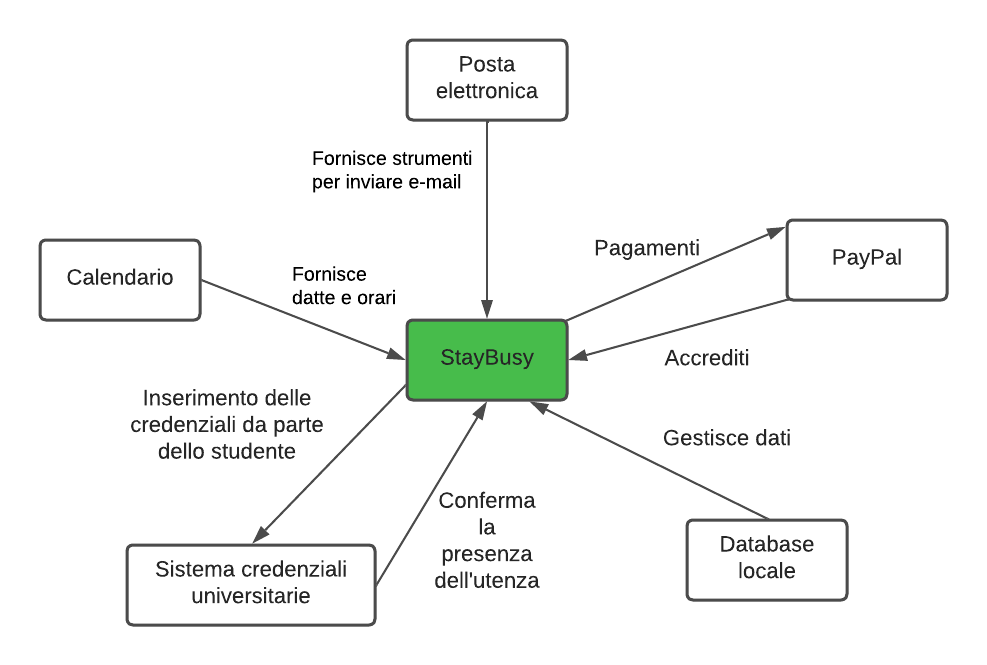 Posta
elettronica
Fornisce strumenti
per inviare e-mail
Pagamenti
PayPal
Calendario
Fornisce
datte e orari
StayBusy
Accrediti
Inserimento delle
credenziali da parte
dello studente
Gestisce dati
Conferma
la
presenza
dell'utenza
Database
locale
Sistema credenziali
universitarie